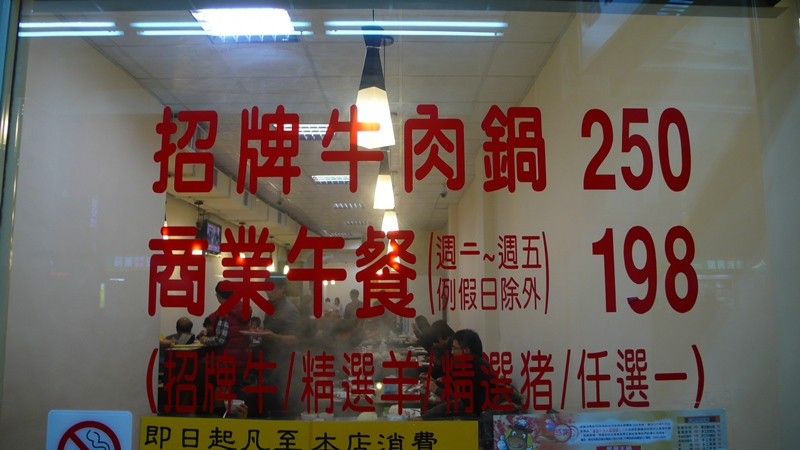 招牌牛肉鍋 250
商業午餐(週二~週五 例假日除外) 198
(招牌牛/精選羊/精選猪/任選一)
即日起凡至本店消費